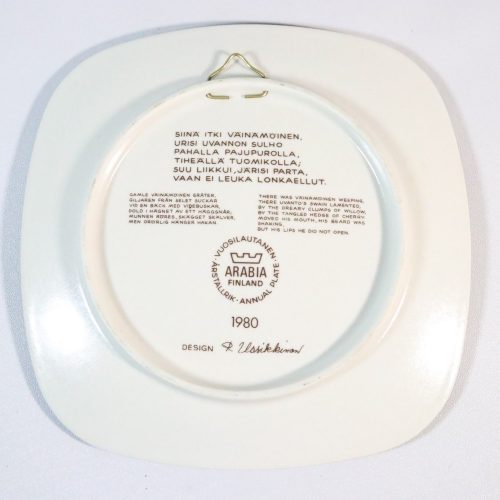 SIINÄ ITKI VÄINÄMÖINEN,
URISI UVANNON SULHO
PAHALLA PAJUPUROLLA,
TIHEÄLLÄ TUOMIKOLLA;
SUU LIIKKUI, JÄRISI PARTA,
VAAN EI LEUKA LONKAELLUT.
GAMLE VÄINÄMÖINEN GRÄTER,
GILJAREN FRÅN SELET SUCKAR
VID EN BÄCK MED VIDEBUSKAR,
DOLD I HÄGNET AV ETT HÄGGSNÅR,
MUNNEN RÖRES, SKÄGGET SKÄLVER,
MEN ORÖRLIG HÄNGER HAKAN.
THERE WAS VÄINÄMÖINEN WEEPING,
THERE UVANTO'S SWAIN LAMENTED,
BY THE DREARY CLUMPS OF WILLOW,
BY THE TANGLED HEDGE OF CHERRY,
MOVED HIS MOUTH, HIS BEARD WAS
SHAKING,
BUT HIS LIPS HE DID NOT OPEN.
VUOSILAUTANEN · ANNUAL PLATE · ÅRSTALLRIK ·
ARABIA
FINLAND
1980
DESIGN R. Uosikkinen